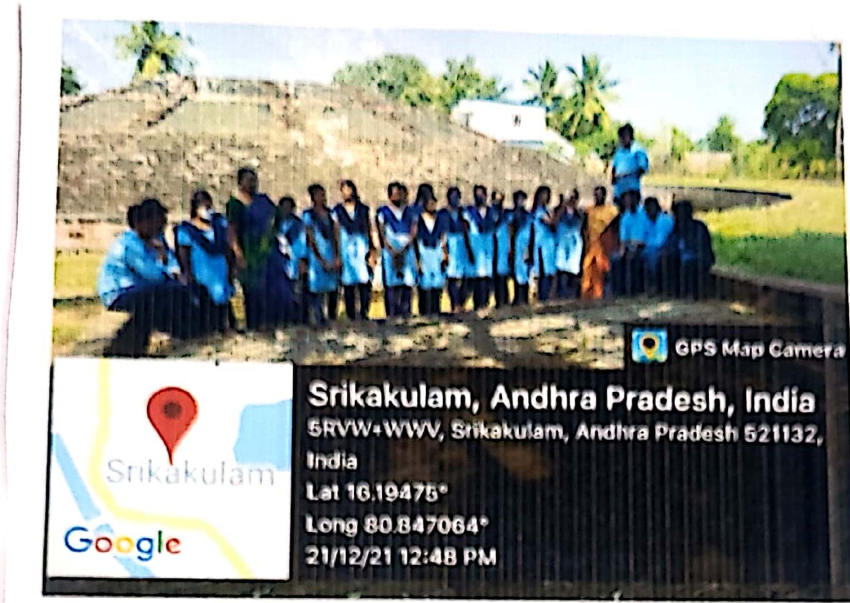 GPS Map Camera
Srikakulam, Andhra Pradesh, India
5RVW+WWV, Srikakulam, Andhra Pradesh 521132,
India
Lat 16.19475°
Long 80.847064°
21/12/21 12:48 PM
Srikakulam
Google